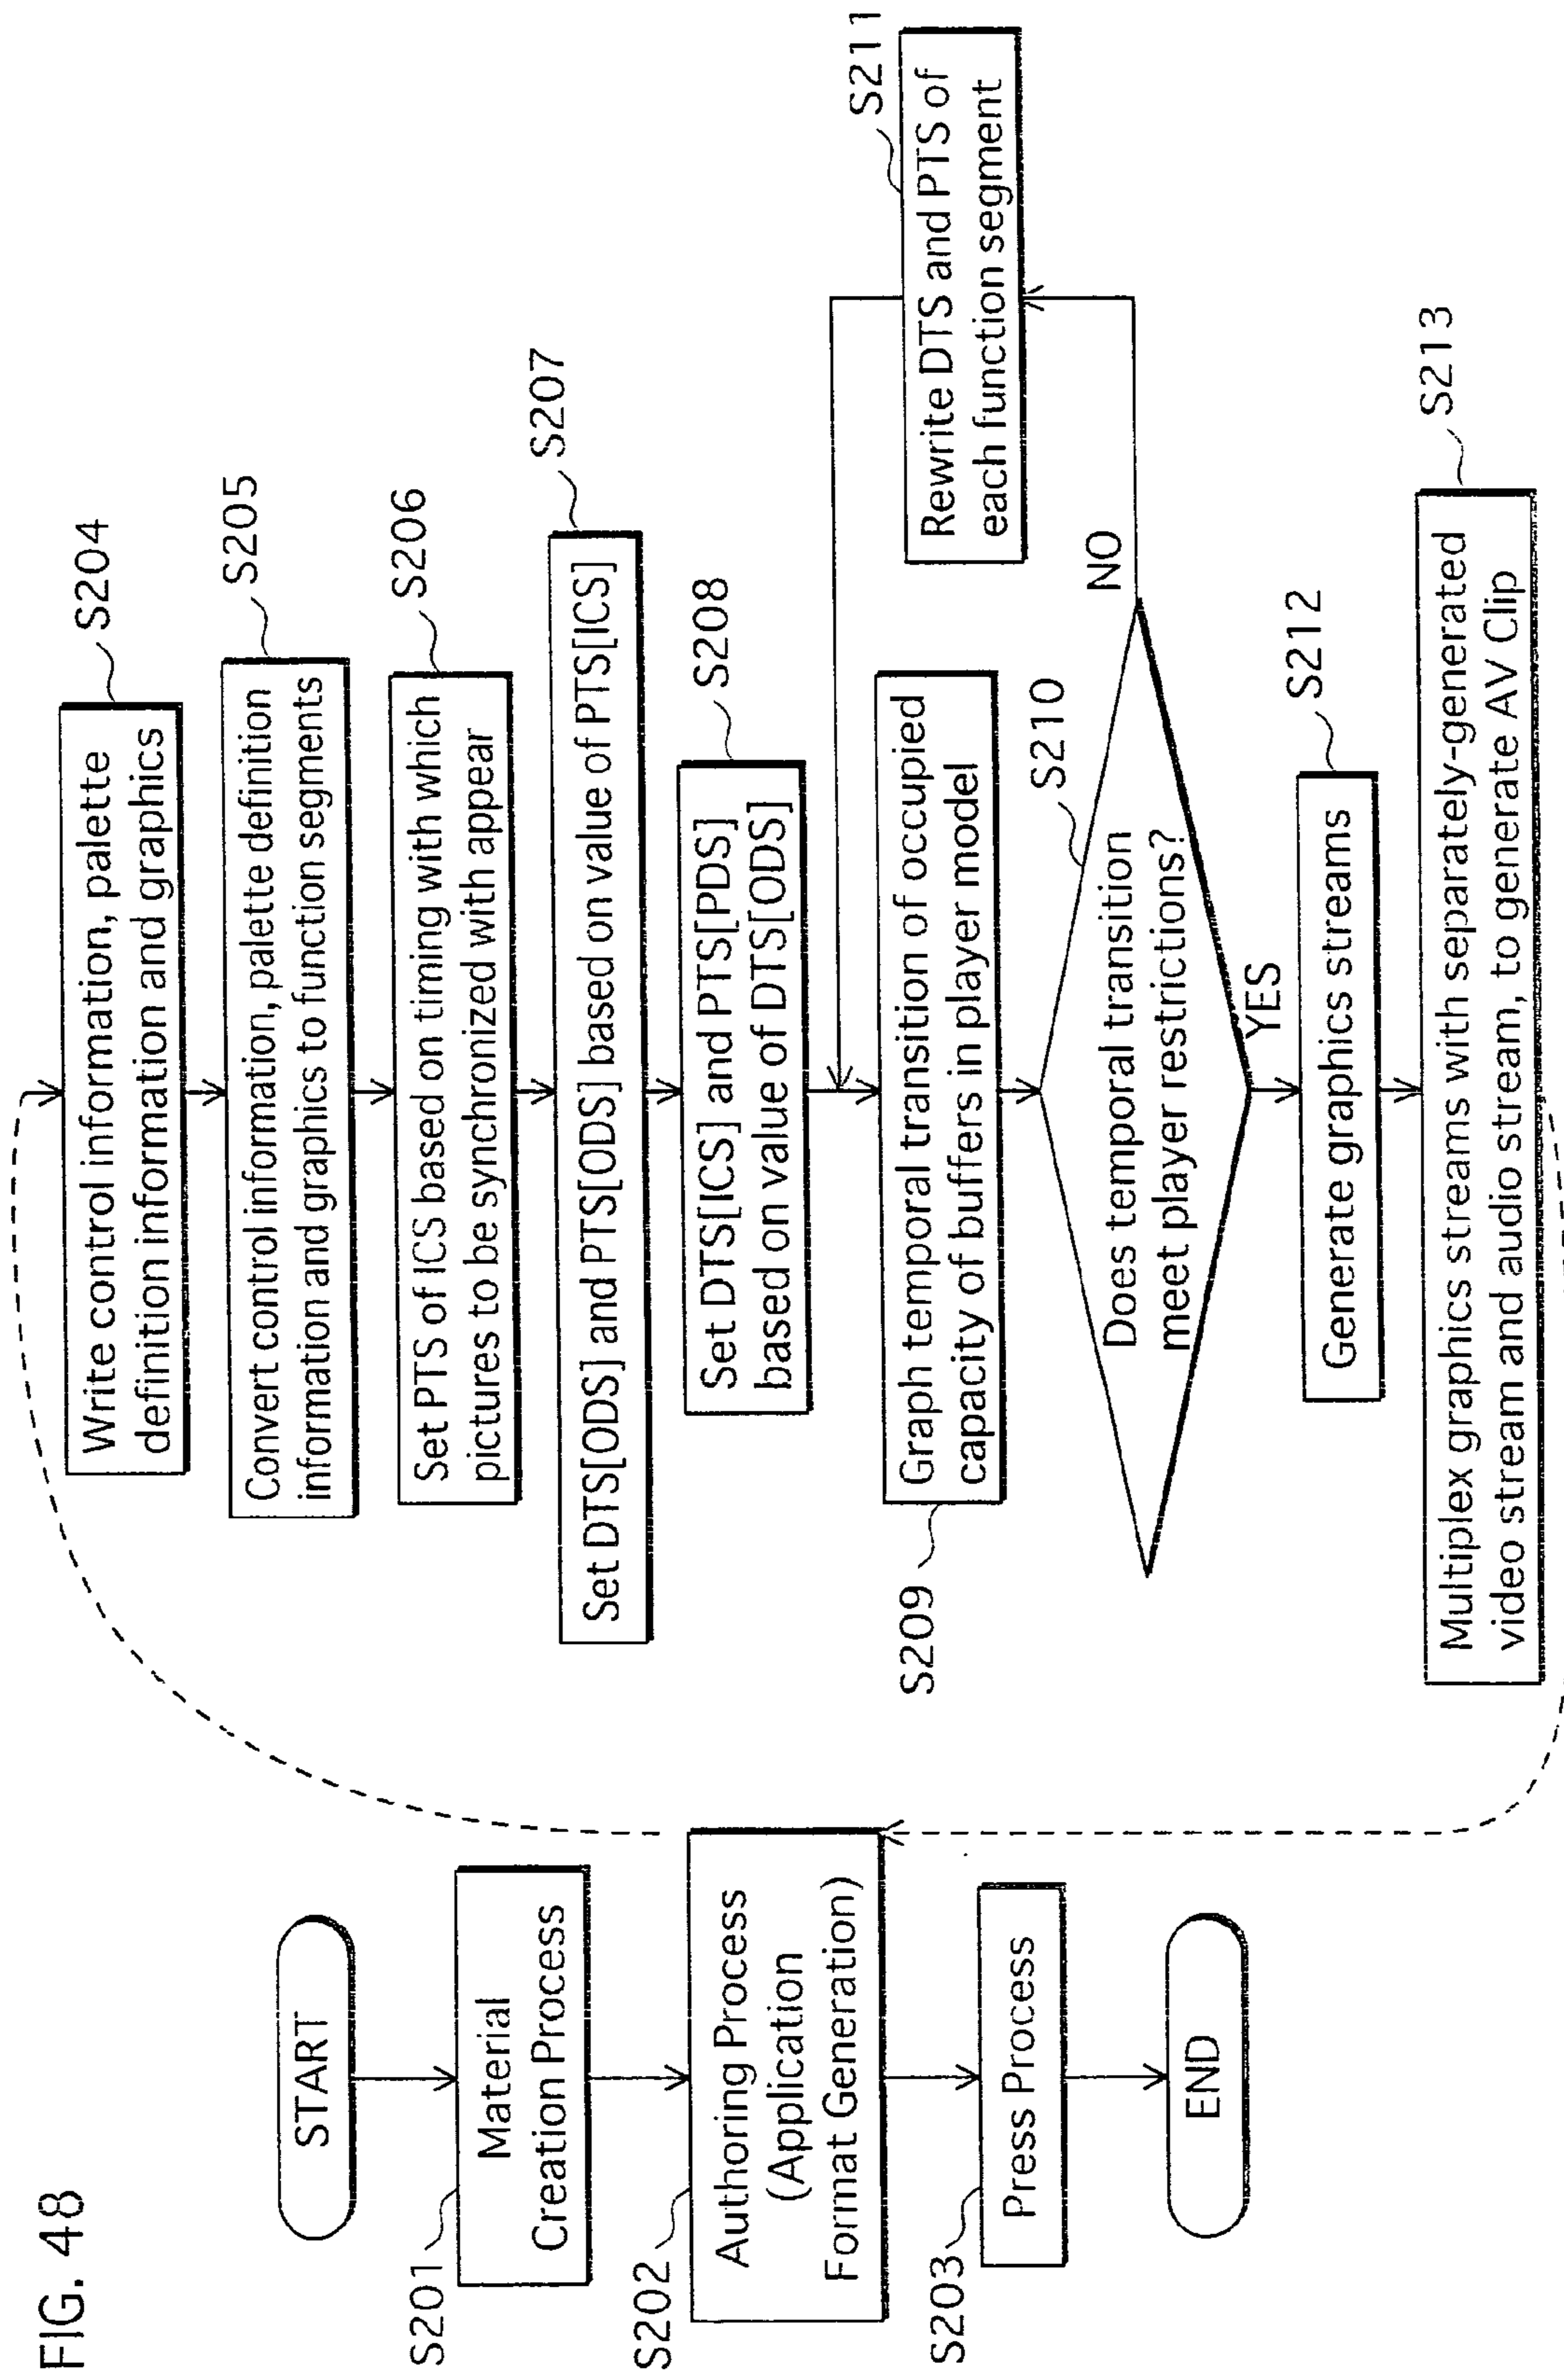 FIG. 48
START
S201
Material
Creation Process
S202
Authoring Process
(Application
Format Generation)
S203
Press Process
END
S204
Write control information, palette
definition information and graphics
S205
Convert control information, palette definition
information and graphics to function segments
S206
Set PTS of ICS based on timing with which
pictures to be synchronized with appear
S207
Set DTS[ODS] and PTS[ODS] based on value of PTS[ICS]
S208
Set DTS[ICS] and PTS[PDS]
based on value of DTS[ODS]
S209
Graph temporal transition of occupied
capacity of buffers in player model
S210
Does temporal transition
meet player restrictions?
NO
YES
S211
Rewrite DTS and PTS of
each function segment
S212
Generate graphics streams
S213
Multiplex graphics streams with separately-generated
video stream and audio stream, to generate AV Clip